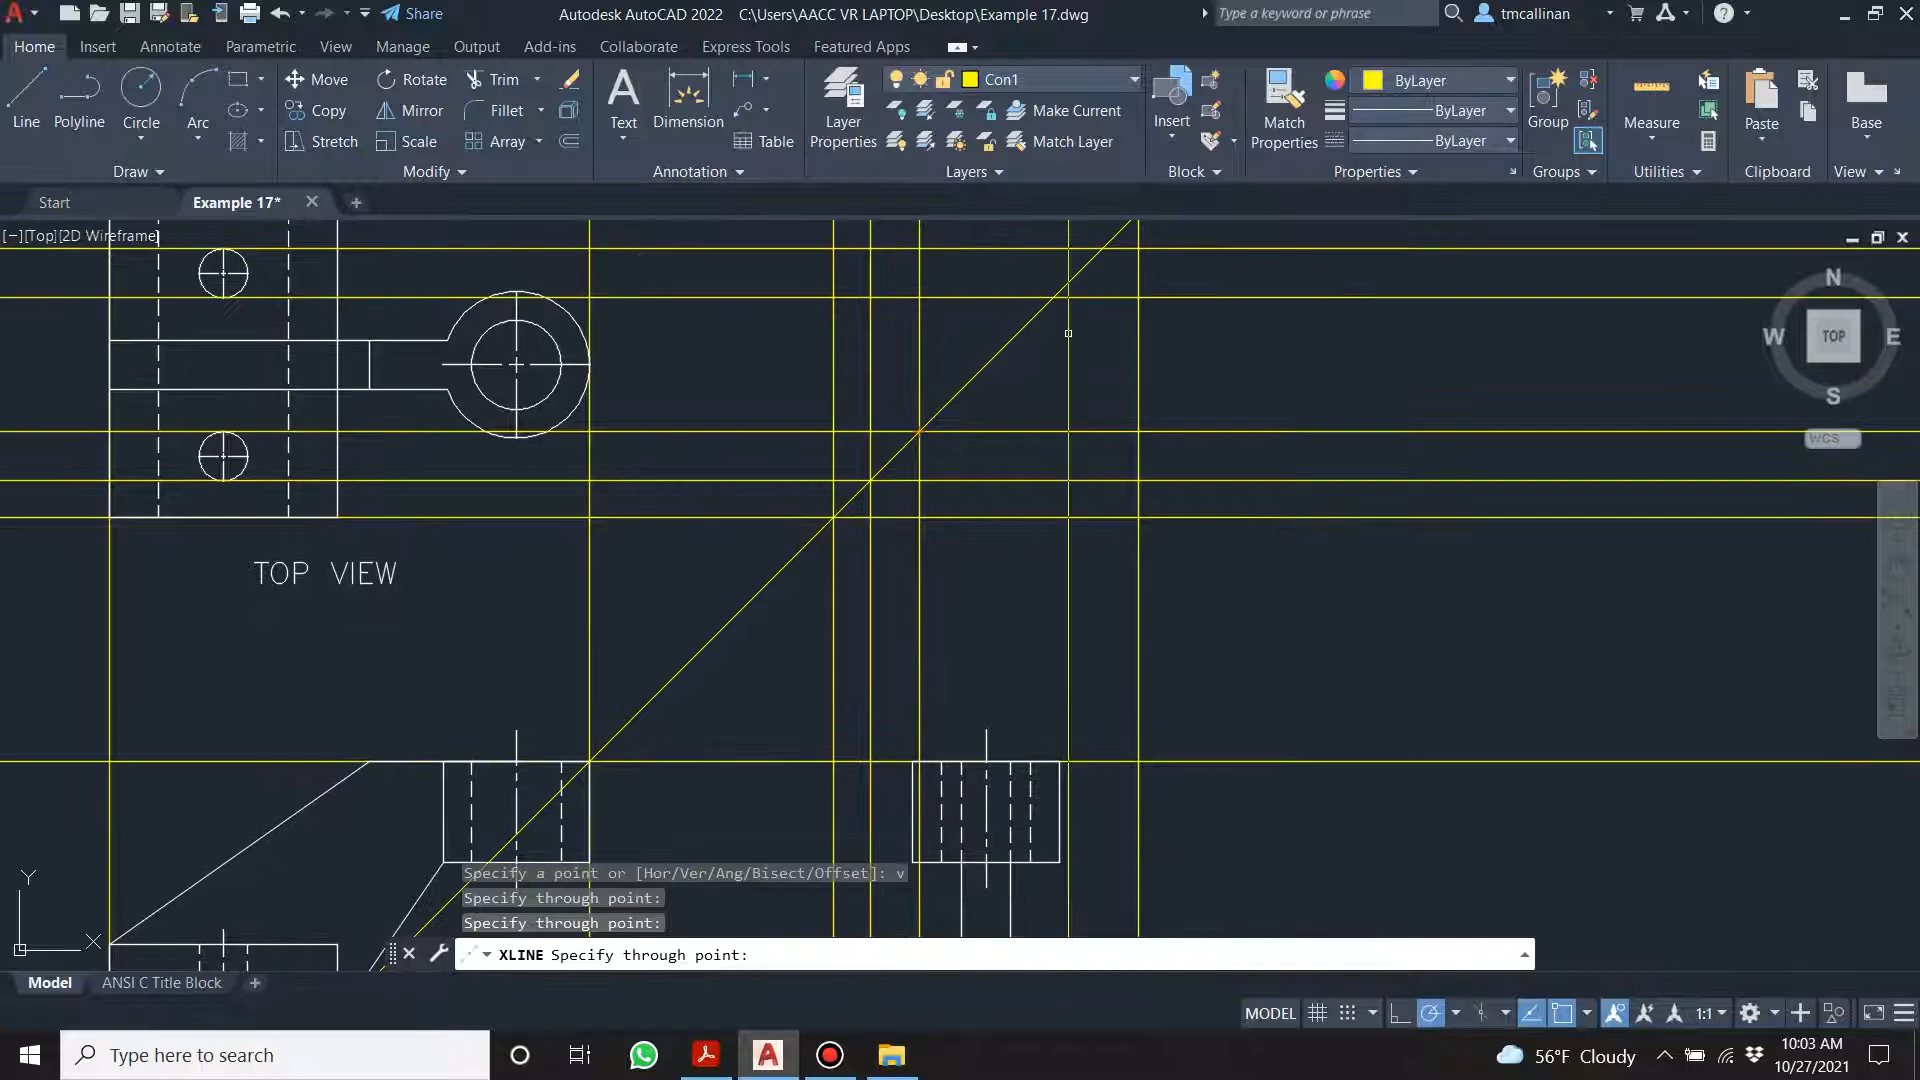 Share
Autodesk AutoCAD 2022 C:\Users\AACC VR LAPTOP\Desktop\Example 17.dwg
Type a keyword or phrase
tmcallinan
Home Insert Annotate Parametric View Manage Output Add-ins Collaborate Express Tools Featured Apps
Line
Polyline
Circle
Arc
Draw
Move
Copy
Stretch
Rotate
Mirror
Scale
Trim
Fillet
Array
Modify
Text
Dimension
Table
Annotation
Layer
Properties
Con1
Make Current
Match Layer
Layers
Insert
Block
Match
Properties
ByLayer
ByLayer
ByLayer
Properties
Group
Groups
Measure
Utilities
Paste
Clipboard
Base
View
Start
Example 17*
[−][Top][2D Wireframe]
N
W
TOP
E
S
WCS
TOP VIEW
Y
X
Specify a point or [Hor/Ver/Ang/Bisect/Offset]: v
Specify through point:
Specify through point:
XLINE Specify through point:
Model
ANSI C Title Block
MODEL
1:1
Type here to search
56°F Cloudy
10:03 AM
10/27/2021